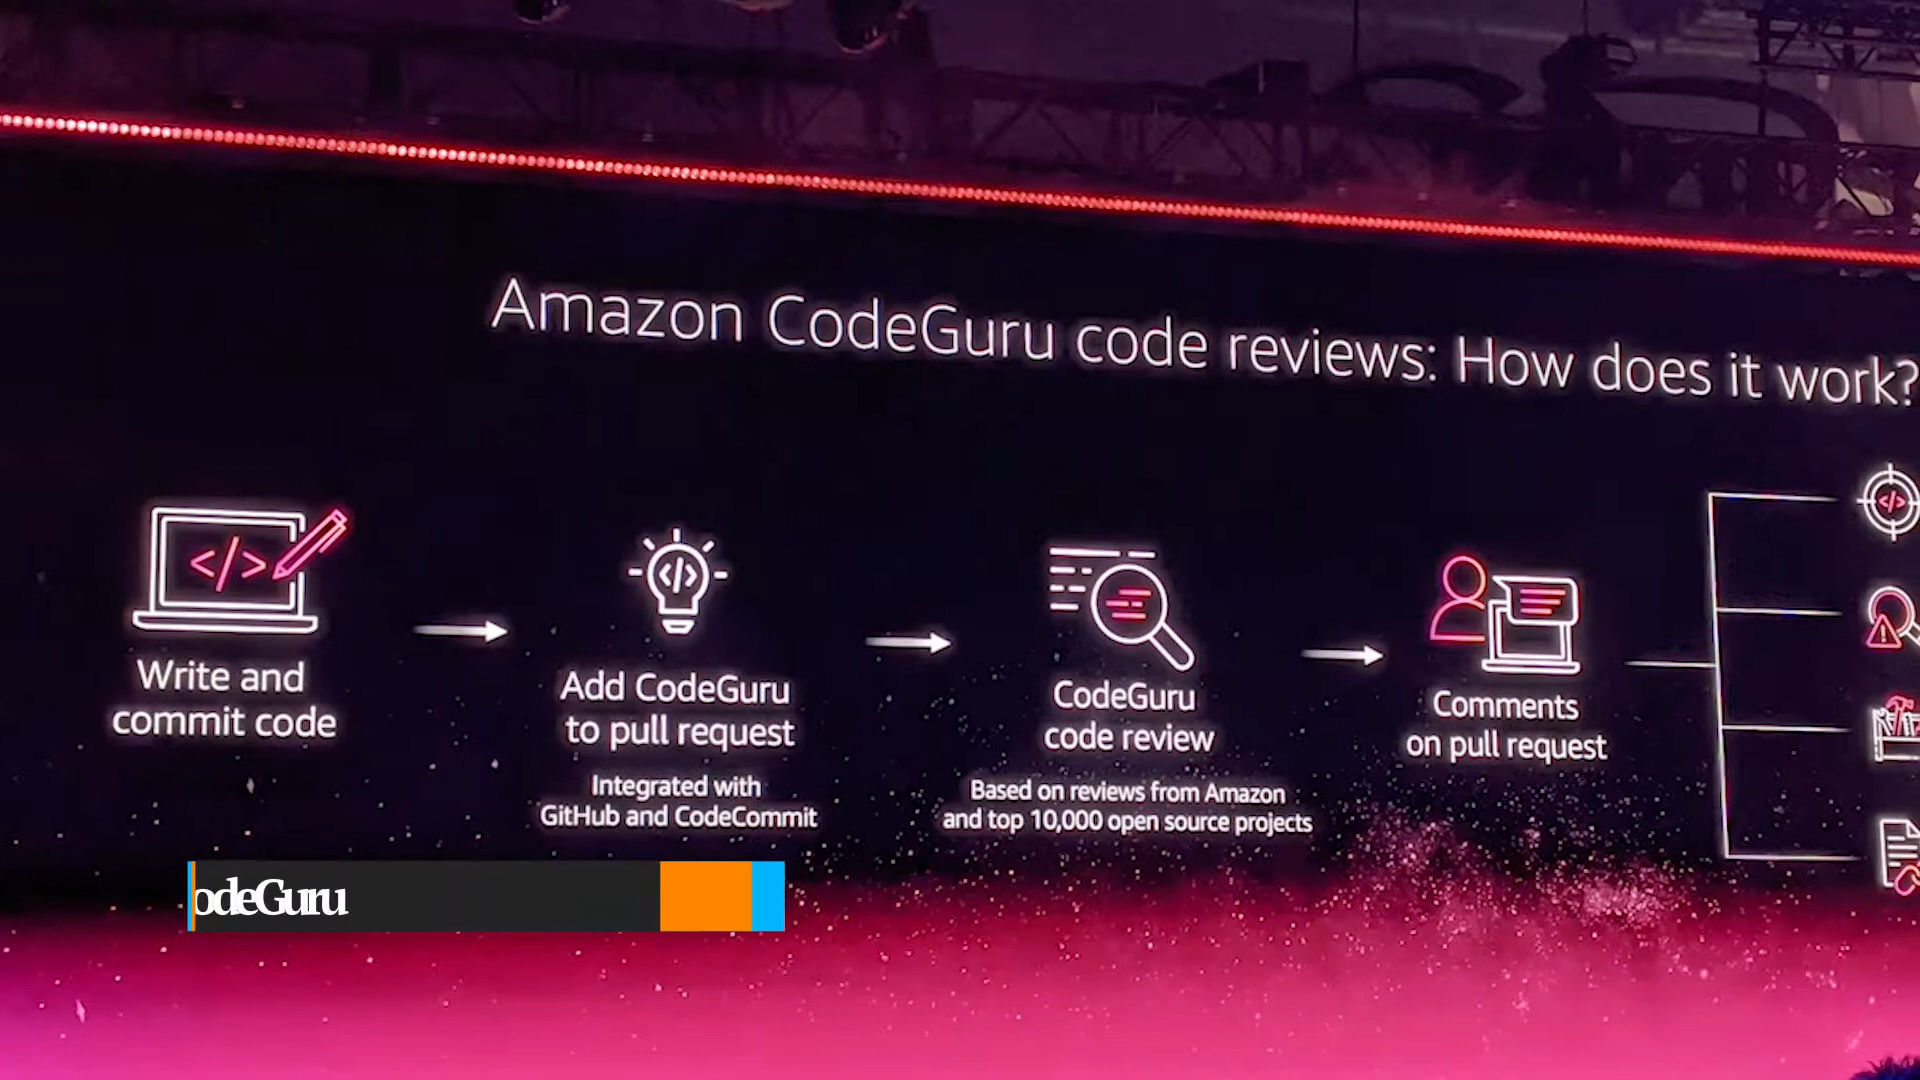 Amazon CodeGuru code reviews: How does it work?
</>
Write and
commit code
</>
Add CodeGuru
to pull request
Integrated with
GitHub and CodeCommit
CodeGuru
code review
Based on reviews from Amazon
and top 10,000 open source projects
Comments
on pull request
</>
odeGuru